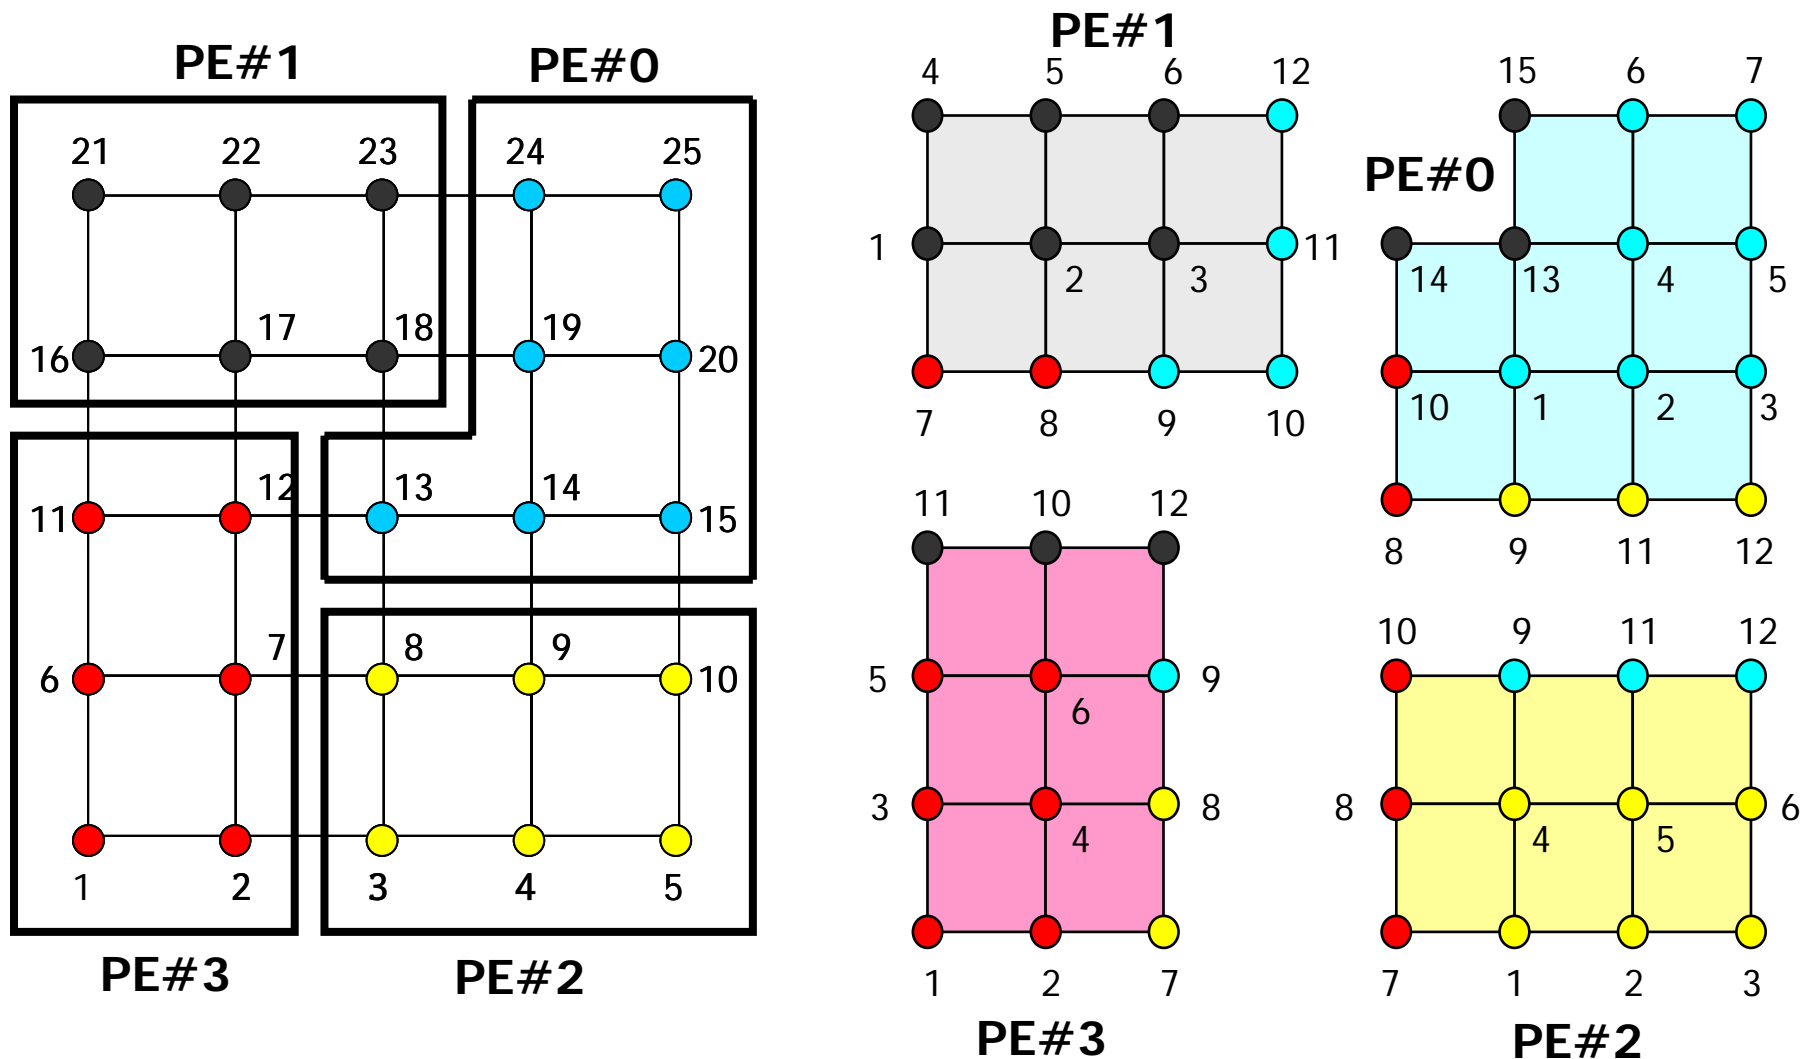 PE#1 PE#0
21 22 23 24 25
17 18 19
16 20
12 13 14
11 15
7 8 9
6 10
1 2 3 4 5
PE#3 PE#2
PE#1
4 5 6 12
1 11
2 3
7 8 9 10
15 6 7
PE#0
14 13 4 5
10 1 2 3
8 9 11 12
11 10 12
5 9
6
3 8
4
1 2 7
PE#3
10 9 11 12
8 6
4 5
7 1 2 3
PE#2